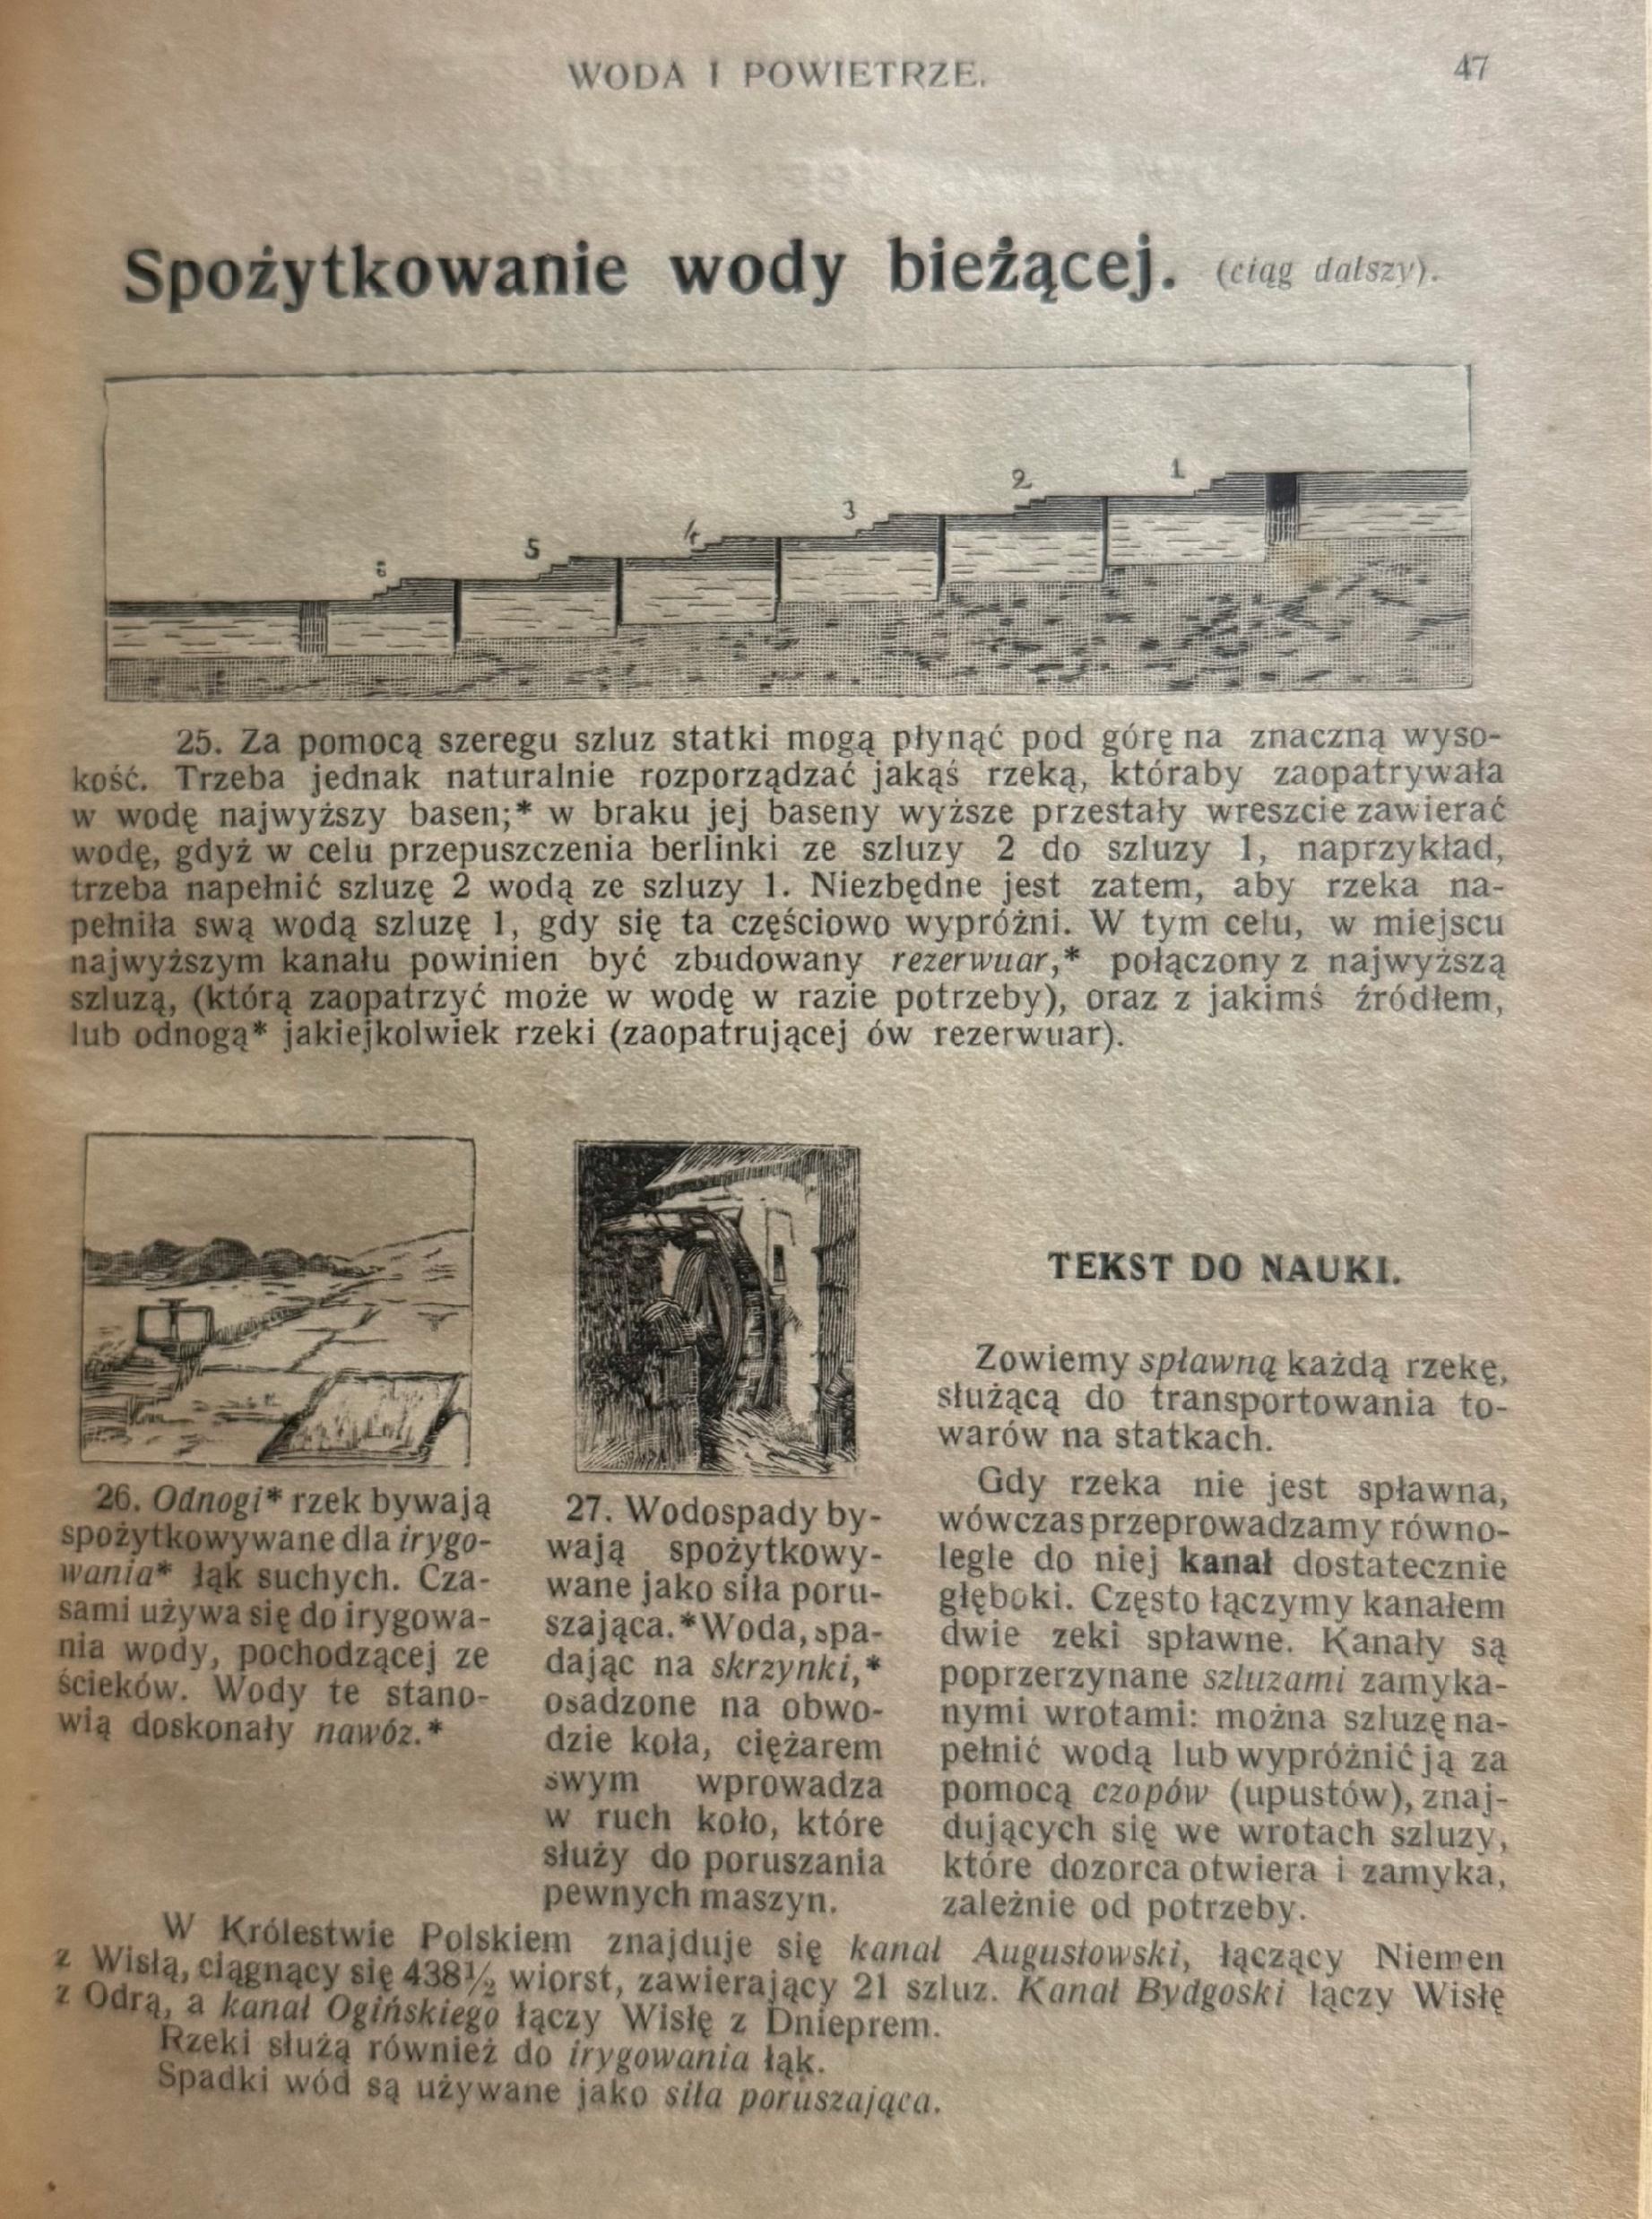 WODA I POWIETRZE. 47
Spożytkowanie wody bieżącej. (ciąg dalszy).
1
2
3
4
5
25. Za pomocą szeregu szluz statki mogą płynąć pod górę na znaczną wyso-
kość. Trzeba jednak naturalnie rozporządzać jakąś rzeką, któraby zaopatrywała
w wodę najwyższy basen;* w braku jej baseny wyższe przestały wreszcie zawierać
wodę, gdyż w celu przepuszczenia berlinki ze szluzy 2 do szluzy 1, naprzykład,
trzeba napełnić szluzę 2 wodą ze szluzy 1. Niezbędne jest zatem, aby rzeka na-
pełniła swą wodą szluzę 1, gdy się ta częściowo wypróżni. W tym celu, w miejscu
najwyższym kanału powinien być zbudowany rezerwuar,* połączony z najwyższą
szluzą, (którą zaopatrzyć może w wodę w razie potrzeby), oraz z jakimś źródłem,
lub odnogą* jakiejkolwiek rzeki (zaopatrującej ów rezerwuar).
26. Odnogi* rzek bywają
spożytkowywane dla irygo-
wania* łąk suchych. Cza-
sami używa się do irygowa-
nia wody, pochodzącej ze
ścieków. Wody te stano-
wią doskonały nawóz.*
27. Wodospady by-
wają spożytkowy-
wane jako siła poru-
szająca.* Woda, spa-
dając na skrzynki,*
osadzone na obwo-
dzie koła, ciężarem
swym wprowadza
w ruch koło, które
służy do poruszania
pewnych maszyn.
TEKST DO NAUKI.
Zowiemy spławną każdą rzekę,
służącą do transportowania to-
warów na statkach.
Gdy rzeka nie jest spławna,
wówczas przeprowadzamy równo-
legle do niej kanał dostatecznie
głęboki. Często łączymy kanałem
dwie zeki spławne. Kanały są
poprzerzynane szluzami zamyka-
nymi wrotami: można szluzę na-
pełnić wodą lub wypróżnić ją za
pomocą czopów (upustów), znaj-
dujących się we wrotach szluzy,
które dozorca otwiera i zamyka,
zależnie od potrzeby.
W Królestwie Polskiem znajduje się kanał Augustowski, łączący Niemen
z Wisłą, ciągnący się 438½ wiorst, zawierający 21 szluz. Kanał Bydgoski łączy Wisłę
z Odrą, a kanał Ogińskiego łączy Wisłę z Dnieprem.
Rzeki służą również do irygowania łąk.
Spadki wód są używane jako siła poruszająca.